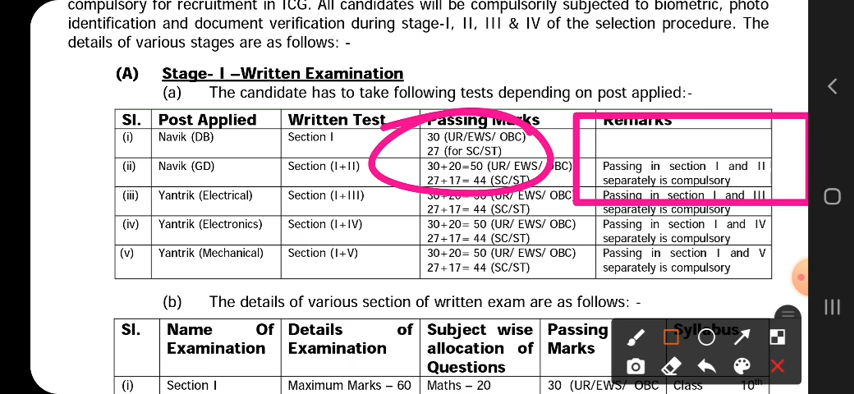 compulsory for recruitment in ICG. All candidates will be compulsorily subjected to biometric, photo
identification and document verification during stage-I, II, III & IV of the selection procedure. The
details of various stages are as follows: -
(A) Stage- I –Written Examination
(a) The candidate has to take following tests depending on post applied:-
Sl. Post Applied Written Test Passing Marks Remarks
(i) Navik (DB) Section I 30 (UR/EWS/ OBC)
27 (for SC/ST)
(ii) Navik (GD) Section (I+II) 30+20=50 (UR/ EWS/ OBC) Passing in section I and II
27+17= 44 (SC/ST) separately is compulsory
(iii) Yantrik (Electrical) Section (I+III) 30+20= 50 (UR/ EWS/ OBC) Passing in section I and III
27+17= 44 (SC/ST) separately is compulsory
(iv) Yantrik (Electronics) Section (I+IV) 30+20= 50 (UR/ EWS/ OBC) Passing in section I and IV
27+17= 44 (SC/ST) separately is compulsory
(v) Yantrik (Mechanical) Section (I+V) 30+20= 50 (UR/ EWS/ OBC) Passing in section I and V
27+17= 44 (SC/ST) separately is compulsory
(b) The details of various section of written exam are as follows: -
Sl. Name Of Details of Subject wise Passing Syllabus
Examination Examination allocation of Marks
Questions
(i) Section I Maximum Marks – 60 Maths – 20 30 (UR/EWS/ OBC Class 10th